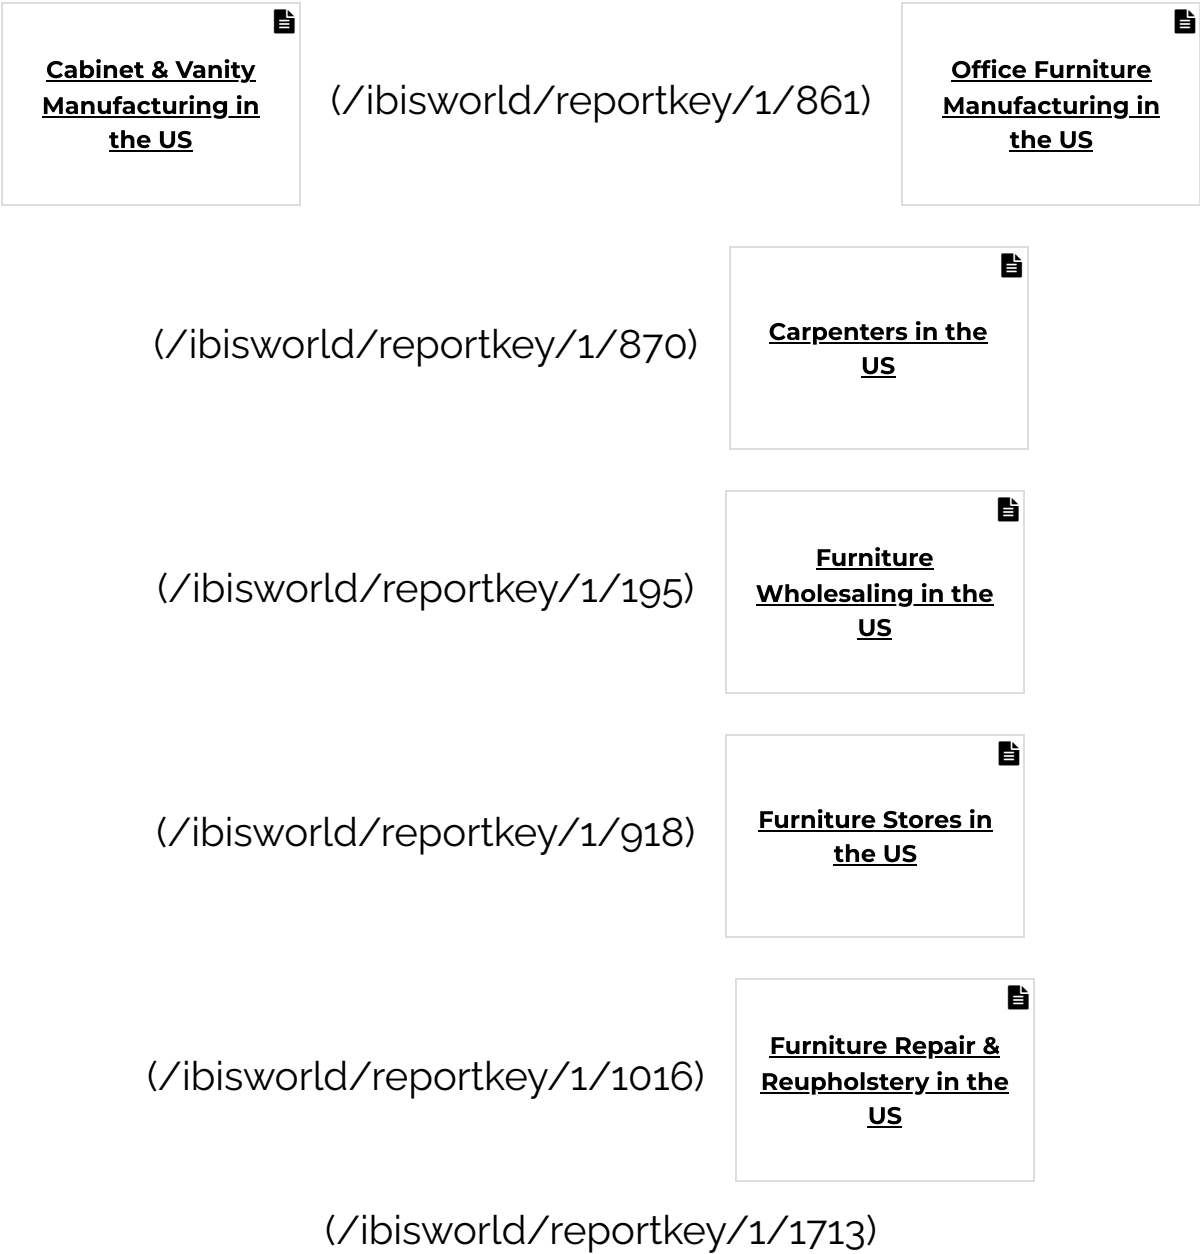 Cabinet & Vanity
Manufacturing in
the US
(/ibisworld/reportkey/1/861)
Office Furniture
Manufacturing in
the US
(/ibisworld/reportkey/1/870)
Carpenters in the
US
(/ibisworld/reportkey/1/195)
Furniture
Wholesaling in the
US
(/ibisworld/reportkey/1/918)
Furniture Stores in
the US
(/ibisworld/reportkey/1/1016)
Furniture Repair &
Reupholstery in the
US
(/ibisworld/reportkey/1/1713)